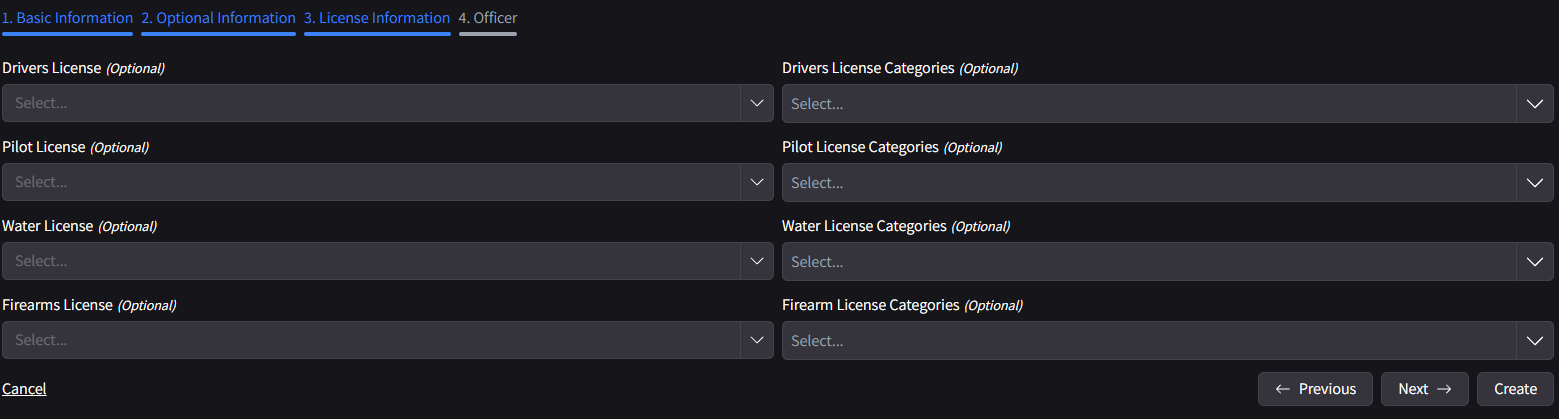 1. Basic Information 2. Optional Information 3. License Information 4. Officer
Drivers License (Optional) Drivers License Categories (Optional)
Select... Select...
Pilot License (Optional) Pilot License Categories (Optional)
Select... Select...
Water License (Optional) Water License Categories (Optional)
Select... Select...
Firearms License (Optional) Firearm License Categories (Optional)
Select... Select...
Cancel ← Previous Next → Create